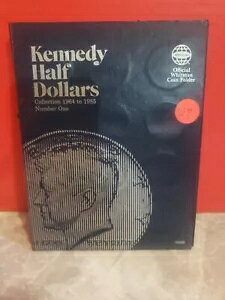 Kennedy
Half
Dollars
Collection 1964 to 1985
Number One
Official
Whitman
Coin Folder